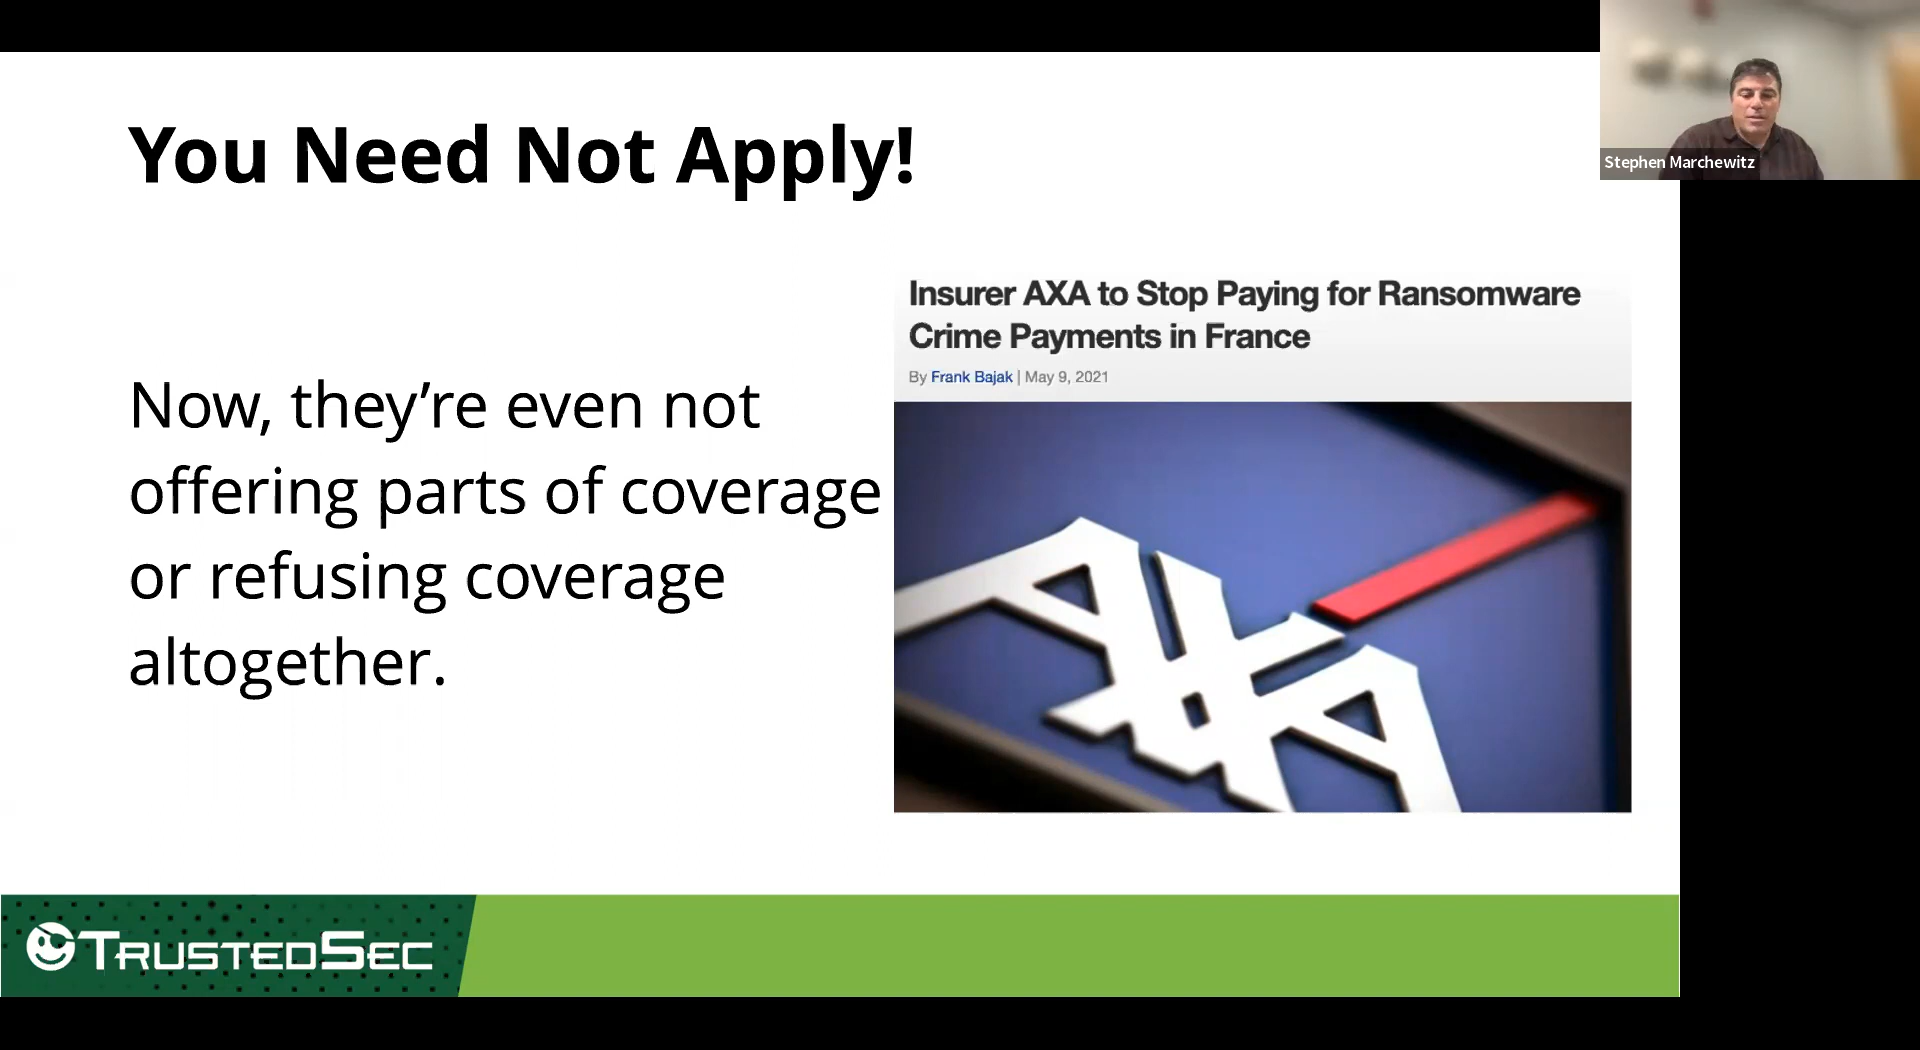 You Need Not Apply!
Stephen Marchewitz
Insurer AXA to Stop Paying for Ransomware
Crime Payments in France
By Frank Bajak | May 9, 2021
Now, they’re even not
offering parts of coverage
or refusing coverage
altogether.
AXA
TRUSTEDSEC